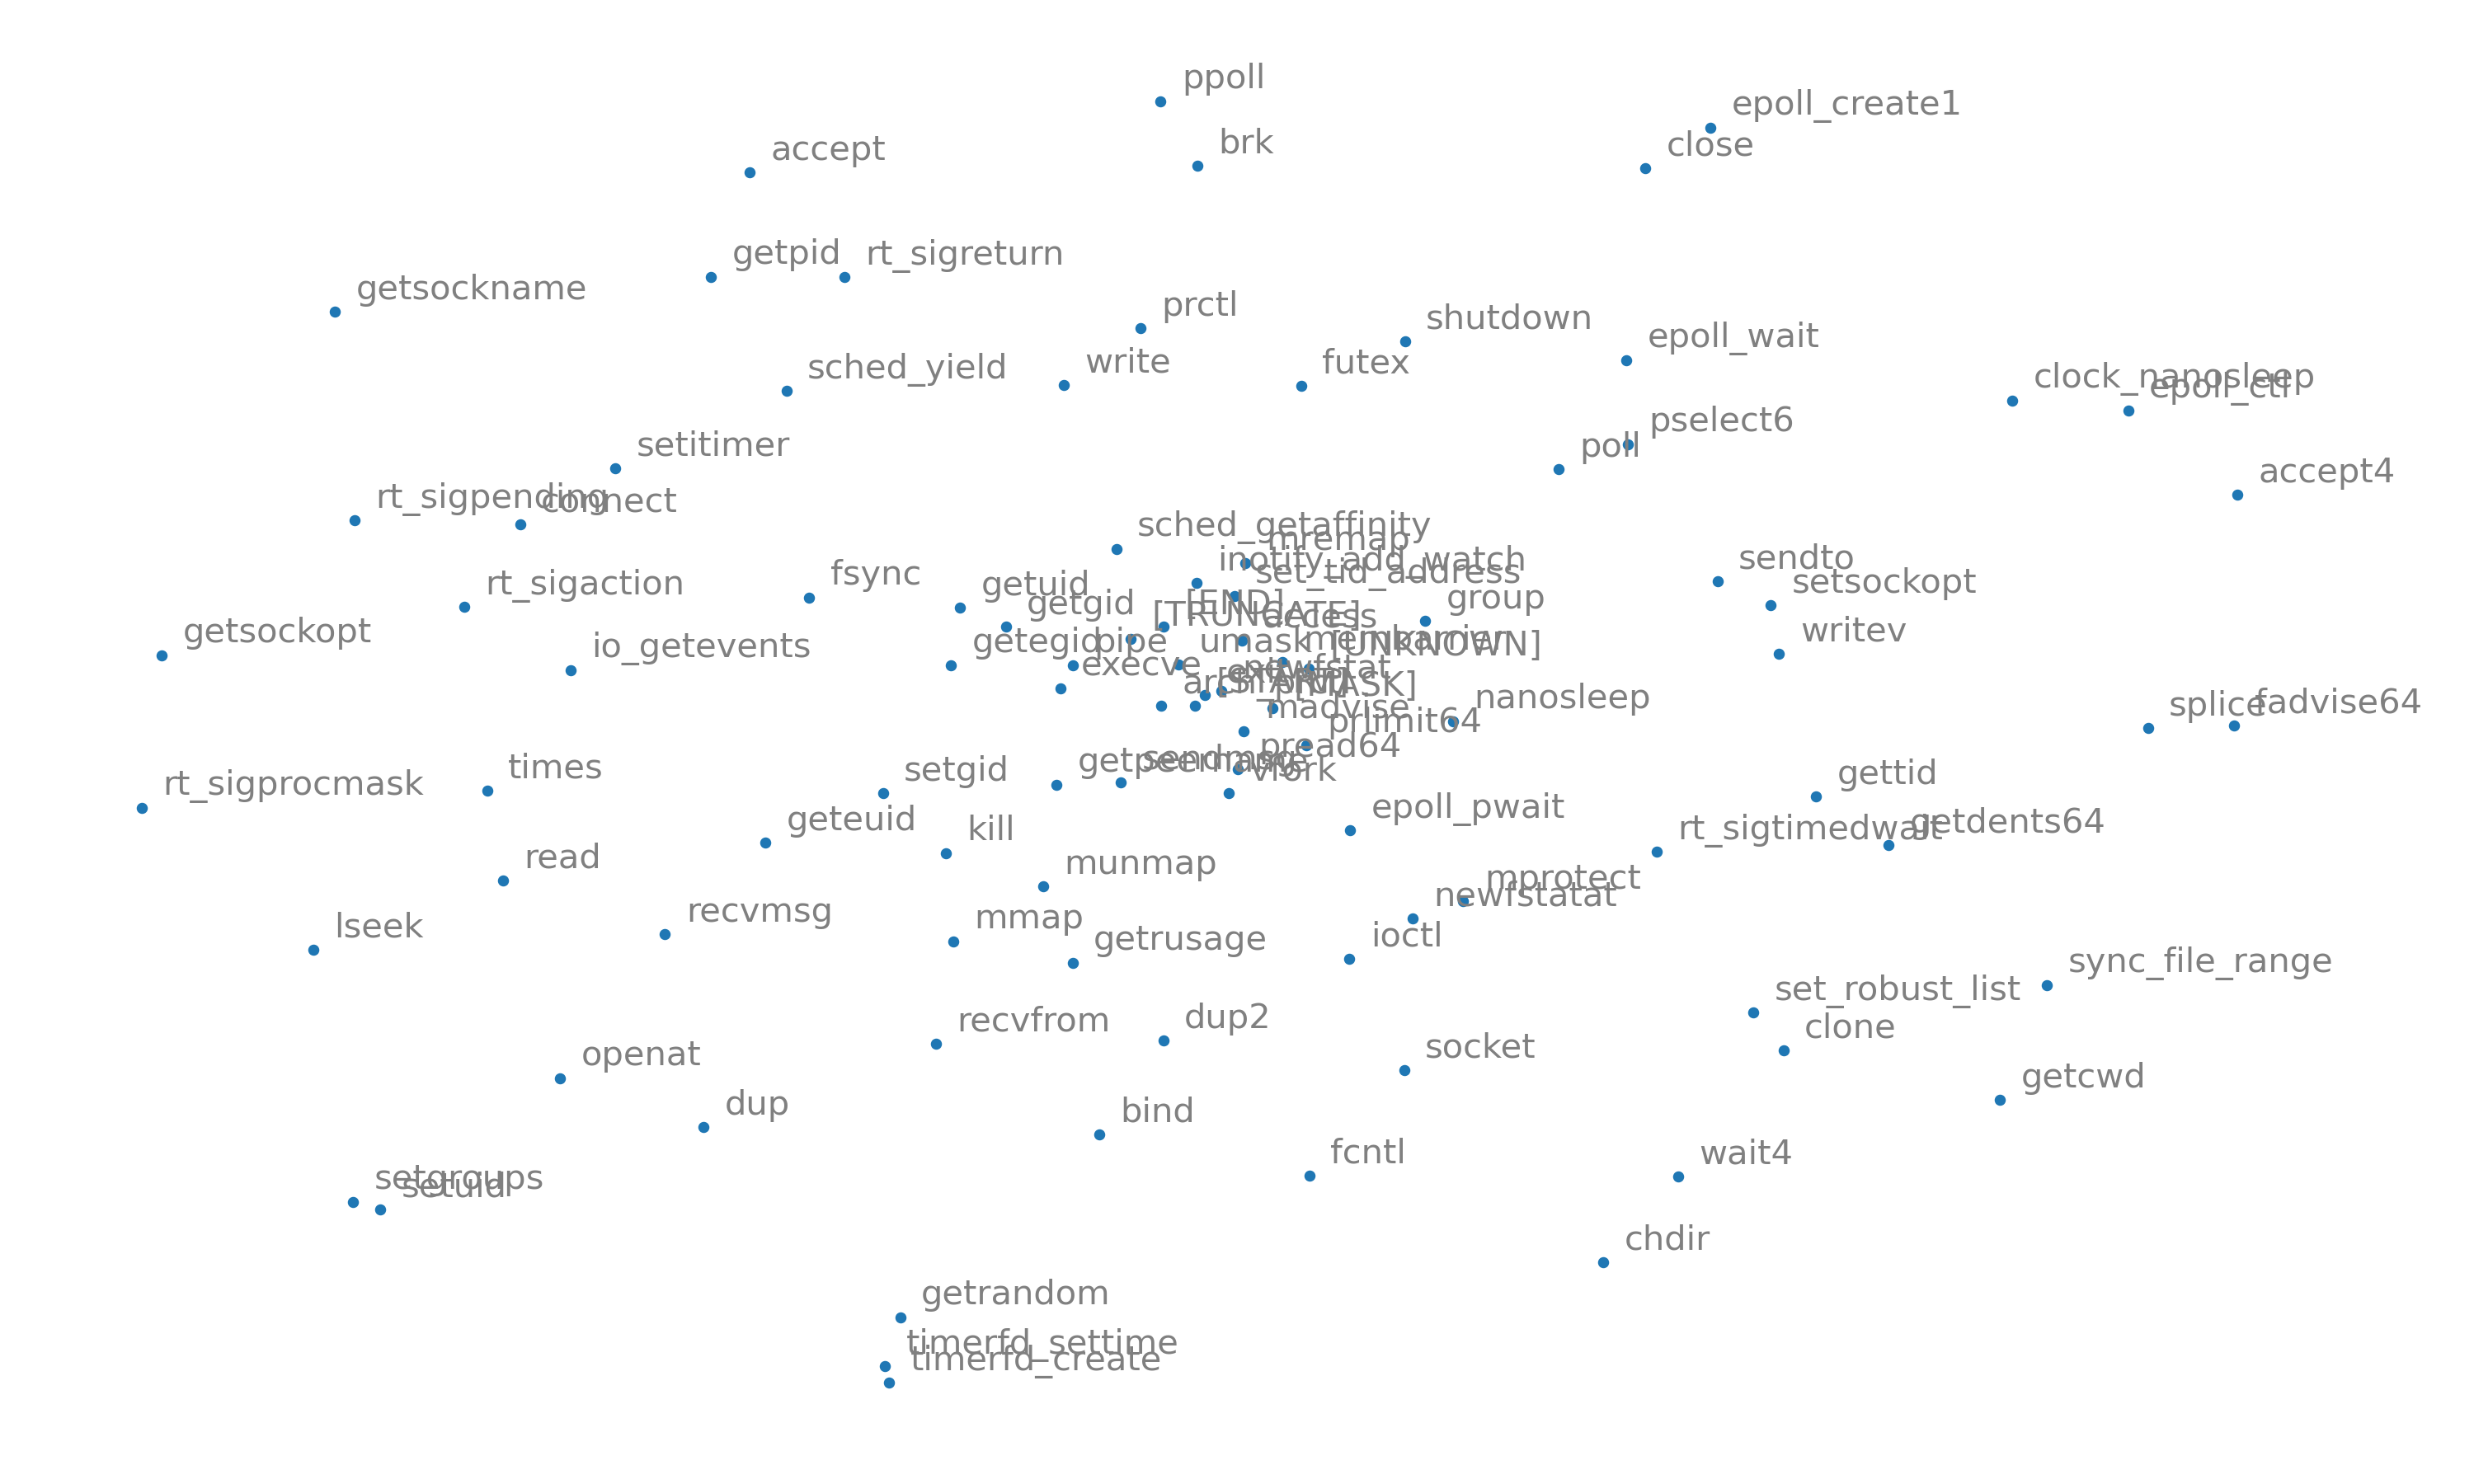 ppoll
epoll_create1
brk
close
accept
getpid
rt_sigreturn
getsockname
prctl
shutdown
epoll_wait
sched_yield
write
futex
clock_nanosleep
epoll_ctl
pselect6
setitimer
poll
accept4
rt_sigpending
connect
sched_getaffinity
mremap
inotify_add_watch
sendto
set_tid_address
rt_sigaction
fsync
getuid
setsockopt
getgid
[END]
group
[TRUNCATE]
access
getsockopt
io_getevents
getegid
pipe
umask
membarrier
[UNKNOWN]
writev
execve
newfstat
[START]
[MASK]
nanosleep
madvise
prlimit64
splice
fadvise64
pread64
rt_sigprocmask
times
setgid
getpeername
sendmsg
vfork
gettid
geteuid
kill
epoll_pwait
rt_sigtimedwait
getdents64
read
munmap
mprotect
newfstatat
lseek
recvmsg
mmap
getrusage
ioctl
sync_file_range
set_robust_list
recvfrom
dup2
clone
openat
socket
getcwd
dup
bind
fcntl
wait4
setgroups
setuid
chdir
getrandom
timerfd_settime
timerfd_create